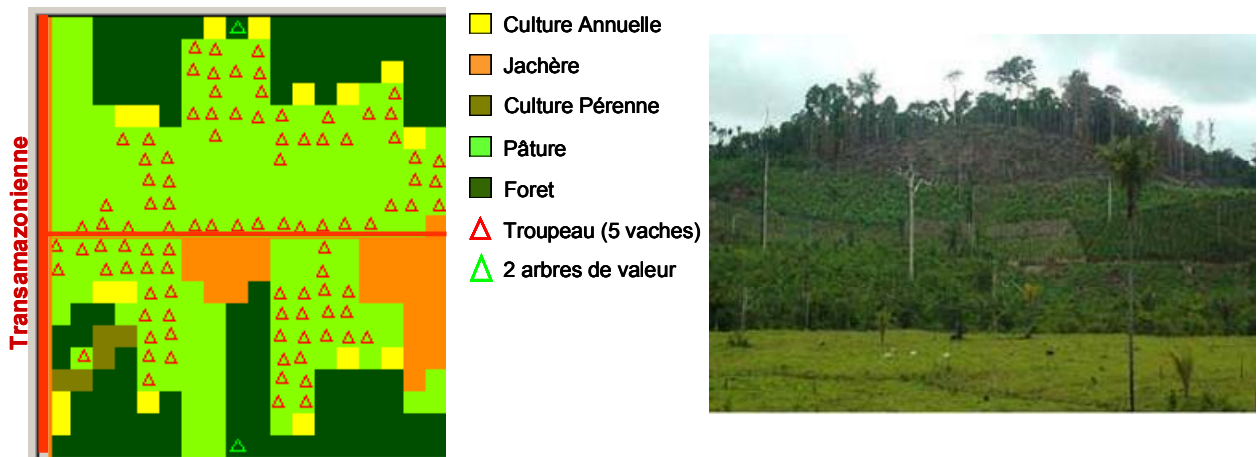 Transamazonienne
Culture Annuelle
Jachère
Culture Pérenne
Pâture
Foret
Troupeau (5 vaches)
2 arbres de valeur